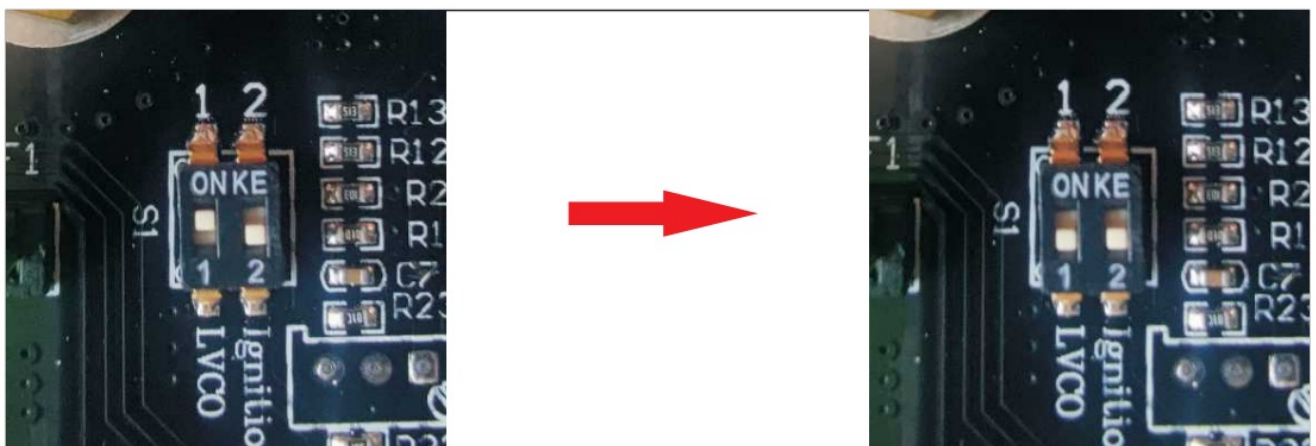 1 2
R13
R12
ON KE
R2
S1
R1
1 2
C7
R23
LVCO
Ignitio
1 2
R13
R12
1
ON KE
R2
S1
R1
1 2
C7
R23
LVCO
Ignitio